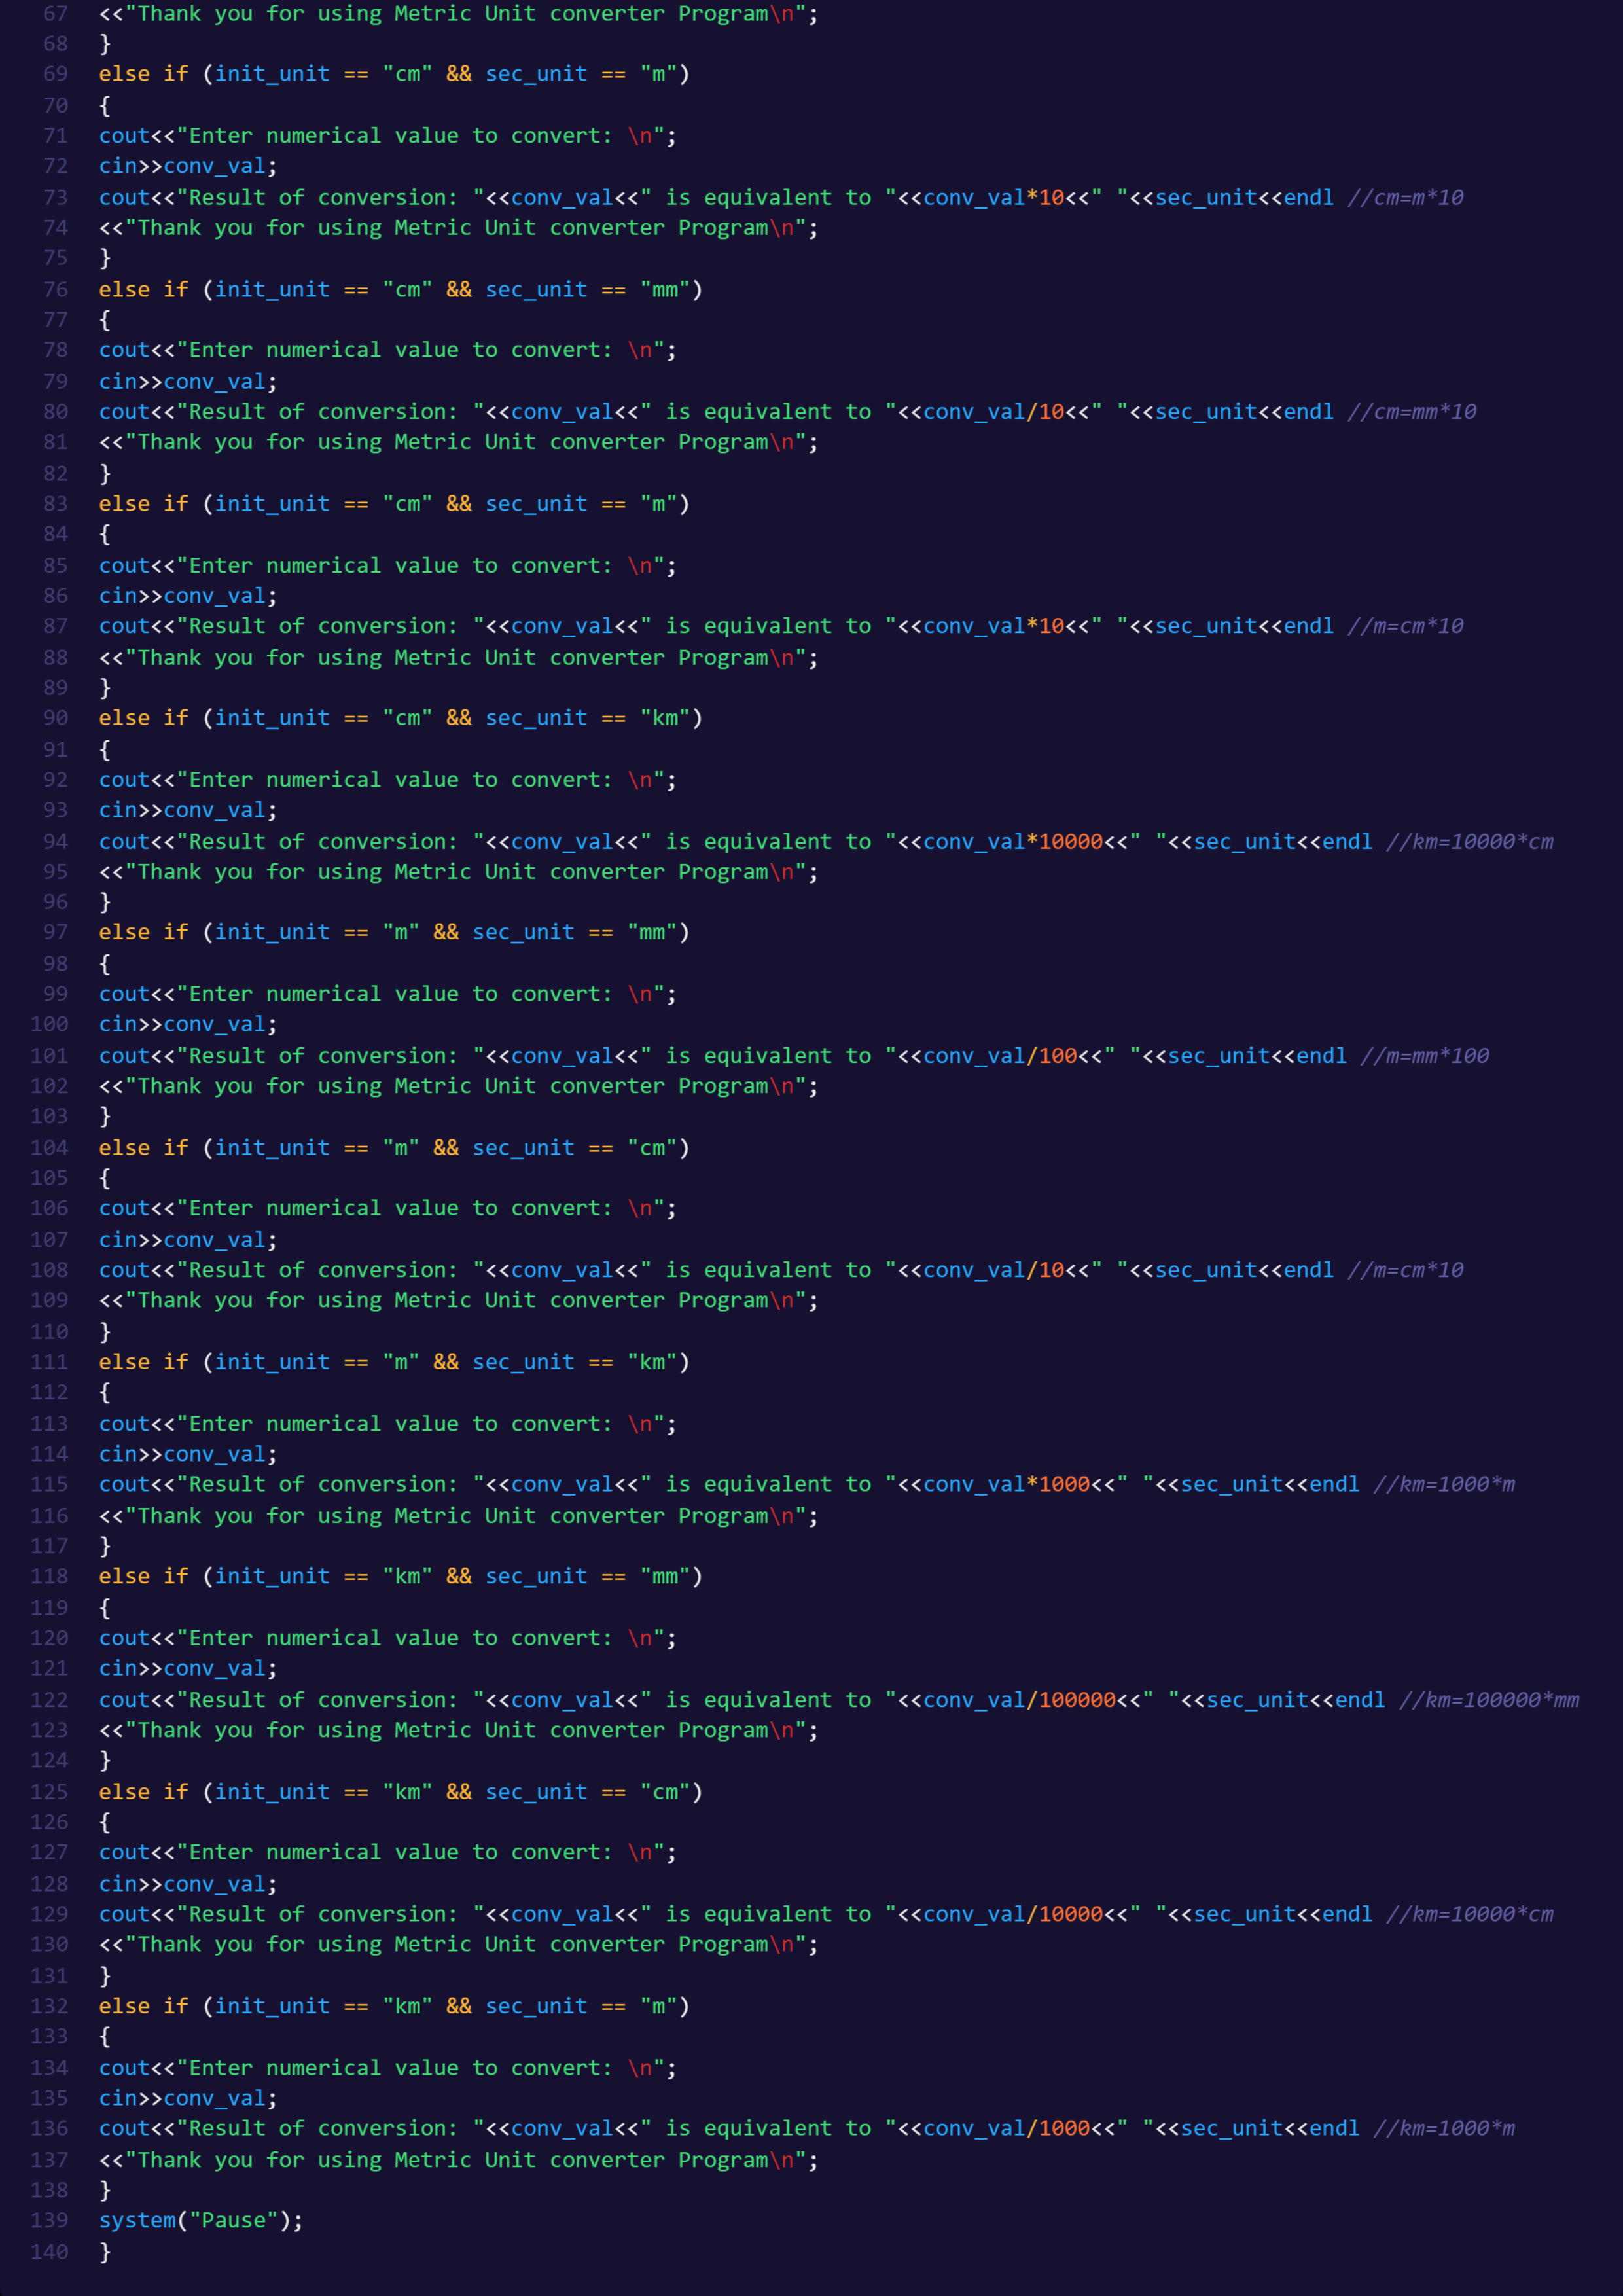 67 <<"Thank you for using Metric Unit converter Program\n";
68 }
69 else if (init_unit == "cm" && sec_unit == "m")
70 {
71 cout<<"Enter numerical value to convert: \n";
72 cin>>conv_val;
73 cout<<"Result of conversion: "<<conv_val<<" is equivalent to "<<conv_val*10<<" "<<sec_unit<<endl //cm=m*10
74 <<"Thank you for using Metric Unit converter Program\n";
75 }
76 else if (init_unit == "cm" && sec_unit == "mm")
77 {
78 cout<<"Enter numerical value to convert: \n";
79 cin>>conv_val;
80 cout<<"Result of conversion: "<<conv_val<<" is equivalent to "<<conv_val/10<<" "<<sec_unit<<endl //cm=mm*10
81 <<"Thank you for using Metric Unit converter Program\n";
82 }
83 else if (init_unit == "cm" && sec_unit == "m")
84 {
85 cout<<"Enter numerical value to convert: \n";
86 cin>>conv_val;
87 cout<<"Result of conversion: "<<conv_val<<" is equivalent to "<<conv_val*10<<" "<<sec_unit<<endl //m=cm*10
88 <<"Thank you for using Metric Unit converter Program\n";
89 }
90 else if (init_unit == "cm" && sec_unit == "km")
91 {
92 cout<<"Enter numerical value to convert: \n";
93 cin>>conv_val;
94 cout<<"Result of conversion: "<<conv_val<<" is equivalent to "<<conv_val*10000<<" "<<sec_unit<<endl //km=10000*cm
95 <<"Thank you for using Metric Unit converter Program\n";
96 }
97 else if (init_unit == "m" && sec_unit == "mm")
98 {
99 cout<<"Enter numerical value to convert: \n";
100 cin>>conv_val;
101 cout<<"Result of conversion: "<<conv_val<<" is equivalent to "<<conv_val/100<<" "<<sec_unit<<endl //m=mm*100
102 <<"Thank you for using Metric Unit converter Program\n";
103 }
104 else if (init_unit == "m" && sec_unit == "cm")
105 {
106 cout<<"Enter numerical value to convert: \n";
107 cin>>conv_val;
108 cout<<"Result of conversion: "<<conv_val<<" is equivalent to "<<conv_val/10<<" "<<sec_unit<<endl //m=cm*10
109 <<"Thank you for using Metric Unit converter Program\n";
110 }
111 else if (init_unit == "m" && sec_unit == "km")
112 {
113 cout<<"Enter numerical value to convert: \n";
114 cin>>conv_val;
115 cout<<"Result of conversion: "<<conv_val<<" is equivalent to "<<conv_val*1000<<" "<<sec_unit<<endl //km=1000*m
116 <<"Thank you for using Metric Unit converter Program\n";
117 }
118 else if (init_unit == "km" && sec_unit == "mm")
119 {
120 cout<<"Enter numerical value to convert: \n";
121 cin>>conv_val;
122 cout<<"Result of conversion: "<<conv_val<<" is equivalent to "<<conv_val/100000<<" "<<sec_unit<<endl //km=100000*mm
123 <<"Thank you for using Metric Unit converter Program\n";
124 }
125 else if (init_unit == "km" && sec_unit == "cm")
126 {
127 cout<<"Enter numerical value to convert: \n";
128 cin>>conv_val;
129 cout<<"Result of conversion: "<<conv_val<<" is equivalent to "<<conv_val/10000<<" "<<sec_unit<<endl //km=10000*cm
130 <<"Thank you for using Metric Unit converter Program\n";
131 }
132 else if (init_unit == "km" && sec_unit == "m")
133 {
134 cout<<"Enter numerical value to convert: \n";
135 cin>>conv_val;
136 cout<<"Result of conversion: "<<conv_val<<" is equivalent to "<<conv_val/1000<<" "<<sec_unit<<endl //km=1000*m
137 <<"Thank you for using Metric Unit converter Program\n";
138 }
139 system("Pause");
140 }